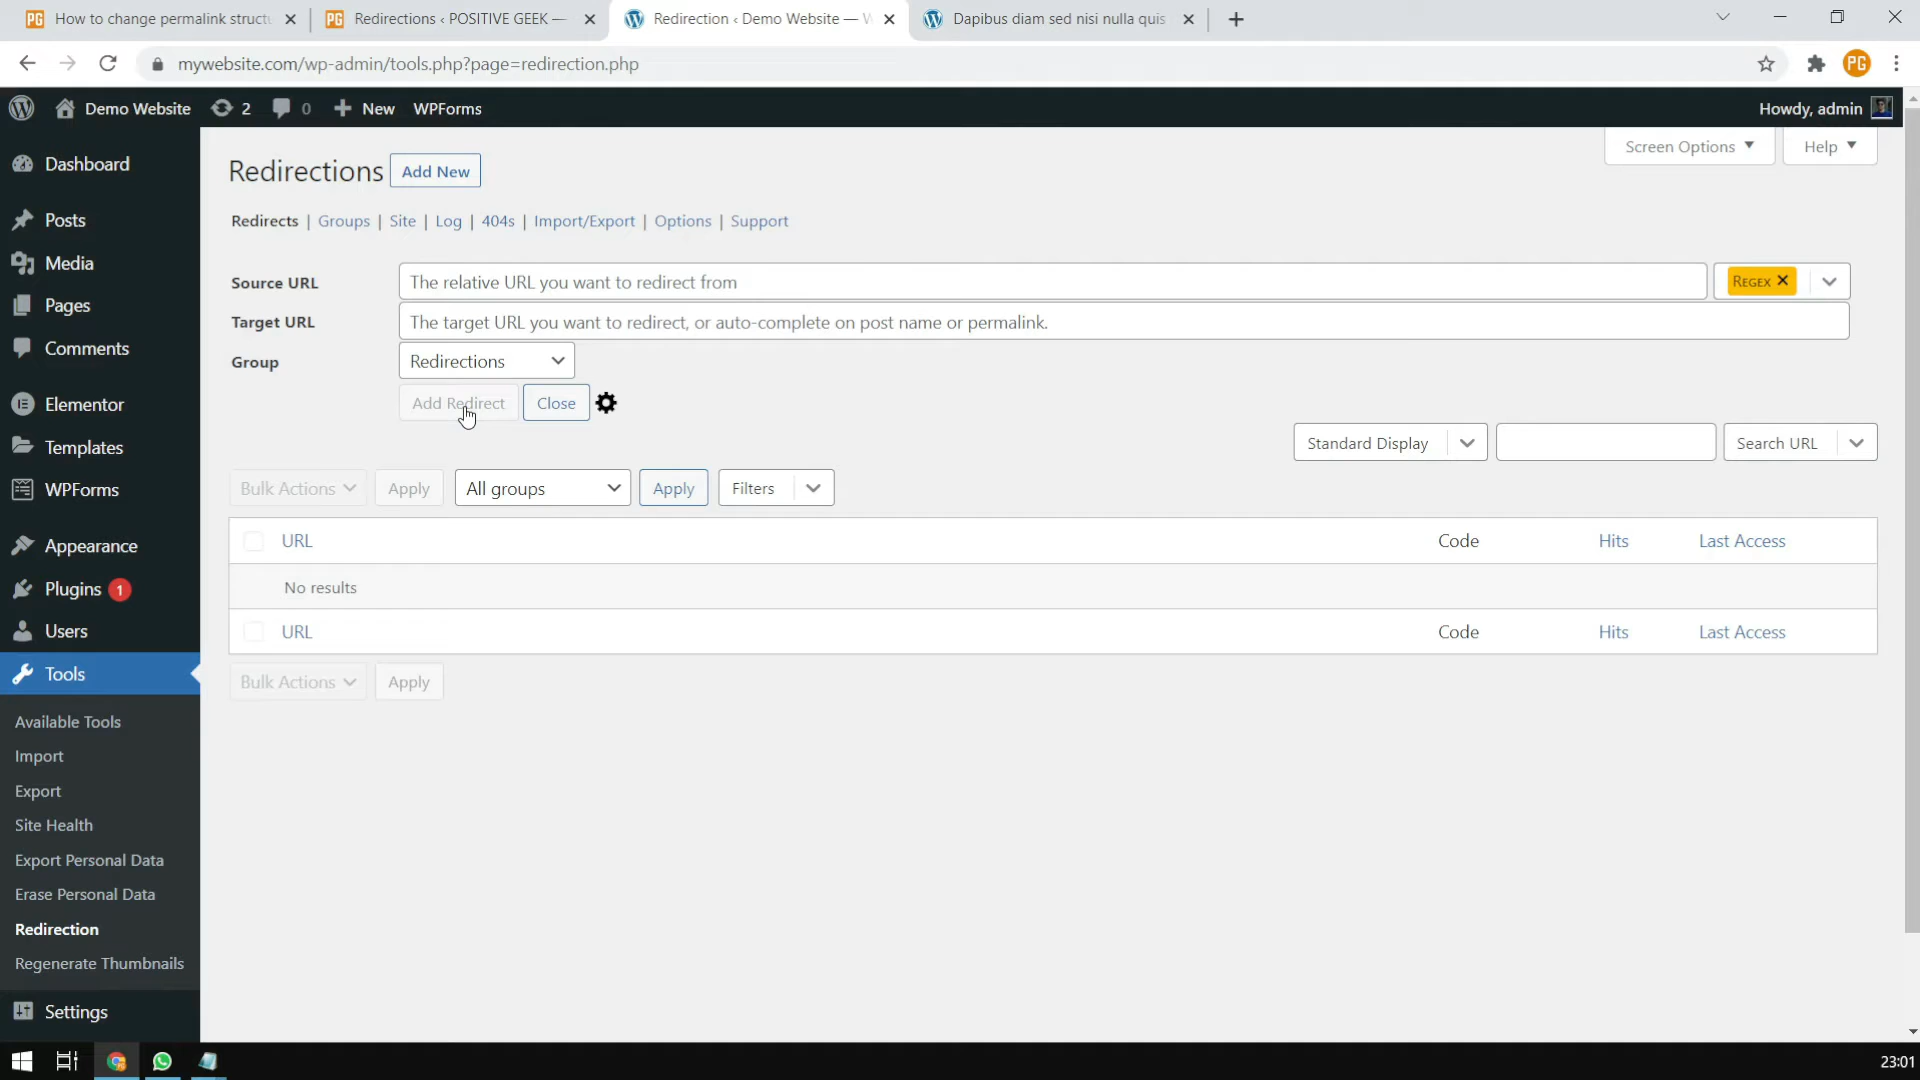 PG How to change permalink structu
PG Redirections ‹ POSITIVE GEEK —
Redirection ‹ Demo Website — W
Dapibus diam sed nisi nulla quis
mywebsite.com/wp-admin/tools.php?page=redirection.php
PG
Demo Website 2 0 New WPForms
Howdy, admin
Screen Options
Help
Dashboard
Posts
Media
Pages
Comments
Elementor
Templates
WPForms
Appearance
Plugins 1
Users
Tools
Available Tools
Import
Export
Site Health
Export Personal Data
Erase Personal Data
Redirection
Regenerate Thumbnails
Settings
Redirections Add New
Redirects | Groups | Site | Log | 404s | Import/Export | Options | Support
Source URL The relative URL you want to redirect from REGEX
Target URL The target URL you want to redirect, or auto-complete on post name or permalink.
Group Redirections
Add Redirect Close
Standard Display Search URL
Bulk Actions Apply All groups Apply Filters
URL Code Hits Last Access
No results
URL Code Hits Last Access
Bulk Actions Apply
23:01